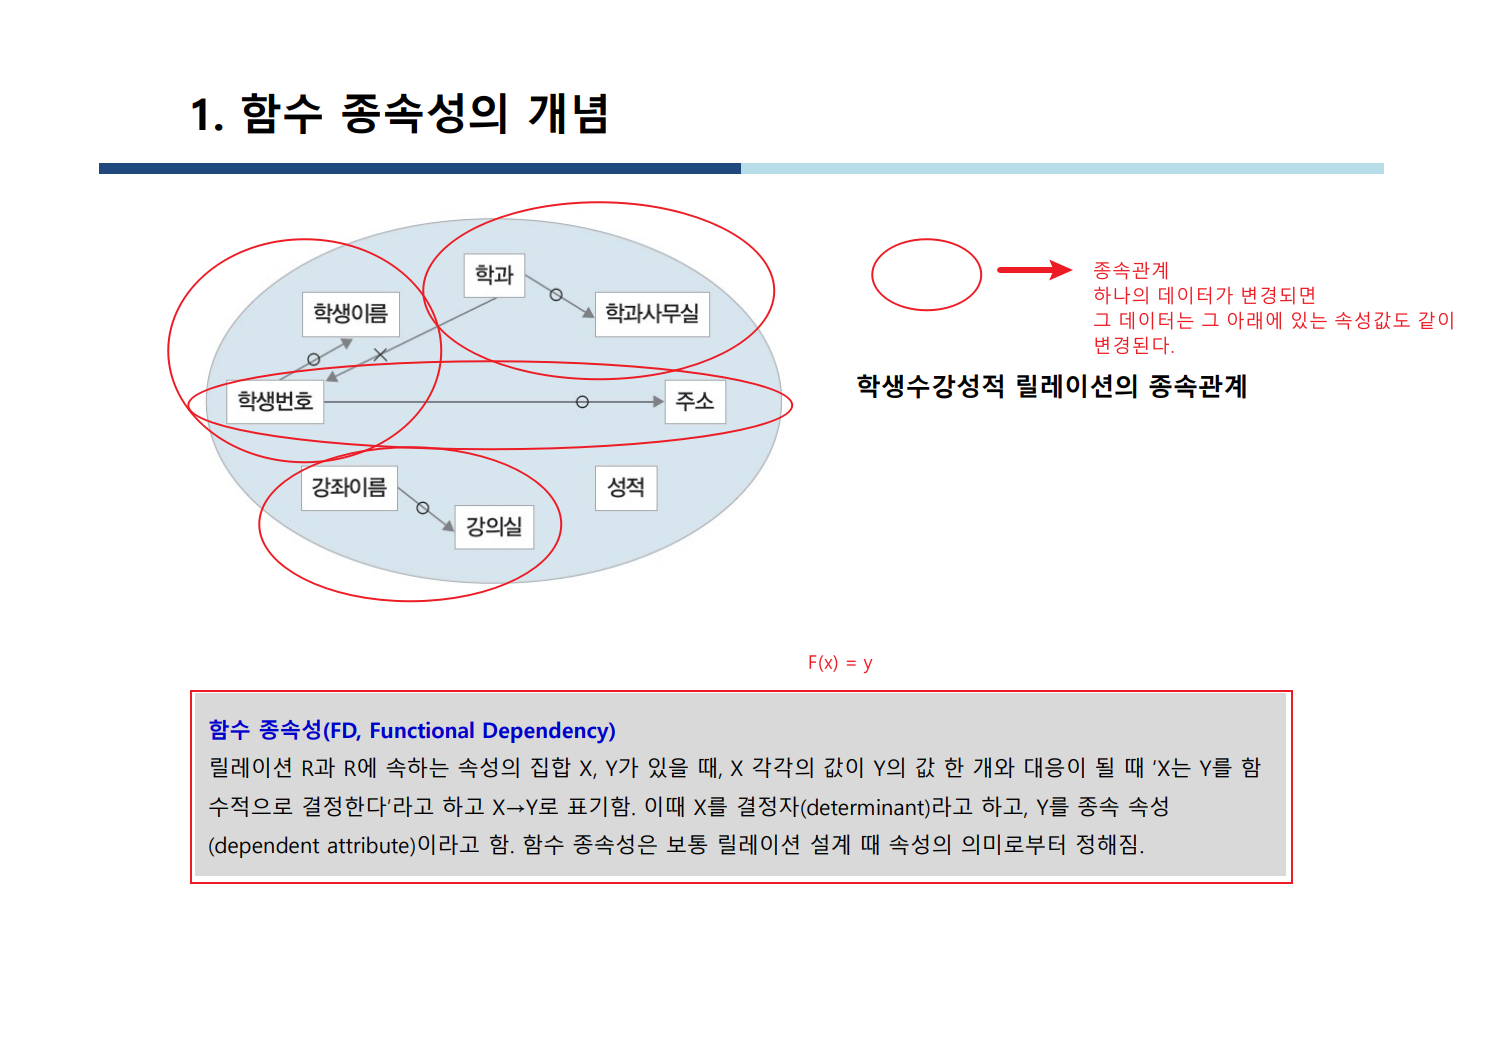 1. 함수 종속성의 개념
학과
학생이름
학과사무실
학생번호
주소
강좌이름
성적
강의실
종속관계
하나의 데이터가 변경되면
그 데이터는 그 아래에 있는 속성값도 같이
변경된다.
학생수강성적 릴레이션의 종속관계
F(x) = y
함수 종속성(FD, Functional Dependency)
릴레이션 R과 R에 속하는 속성의 집합 X, Y가 있을 때, X 각각의 값이 Y의 값 한 개와 대응이 될 때 ‘X는 Y를 함
수적으로 결정한다’라고 하고 X→Y로 표기함. 이때 X를 결정자(determinant)라고 하고, Y를 종속 속성
(dependent attribute)이라고 함. 함수 종속성은 보통 릴레이션 설계 때 속성의 의미로부터 정해짐.